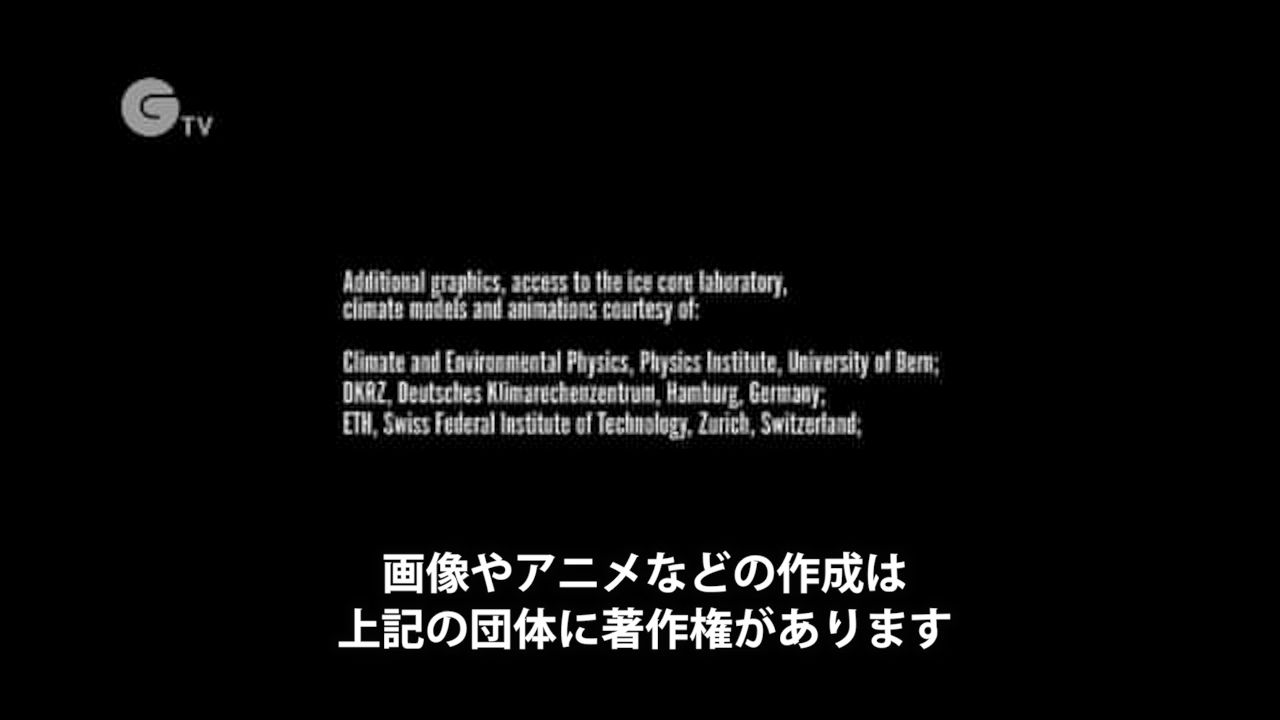 G TV
Additional graphics, access to the ice core laboratory,
climate models and animations courtesy of:
Climate and Environmental Physics, Physics Institute, University of Bern;
DKRZ, Deutsches Klimarechenzentrum, Hamburg, Germany;
ETH, Swiss Federal Institute of Technology, Zurich, Switzerland;
画像やアニメなどの作成は
上記の団体に著作権があります